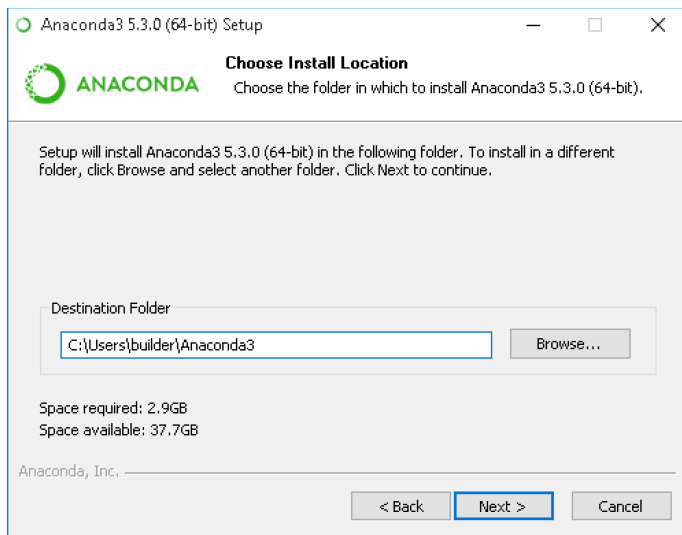 Anaconda3 5.3.0 (64-bit) Setup
ANACONDA
Choose Install Location
Choose the folder in which to install Anaconda3 5.3.0 (64-bit).
Setup will install Anaconda3 5.3.0 (64-bit) in the following folder. To install in a different
folder, click Browse and select another folder. Click Next to continue.
Destination Folder
C:\Users\builder\Anaconda3
Browse...
Space required: 2.9GB
Space available: 37.7GB
Anaconda, Inc.
< Back
Next >
Cancel